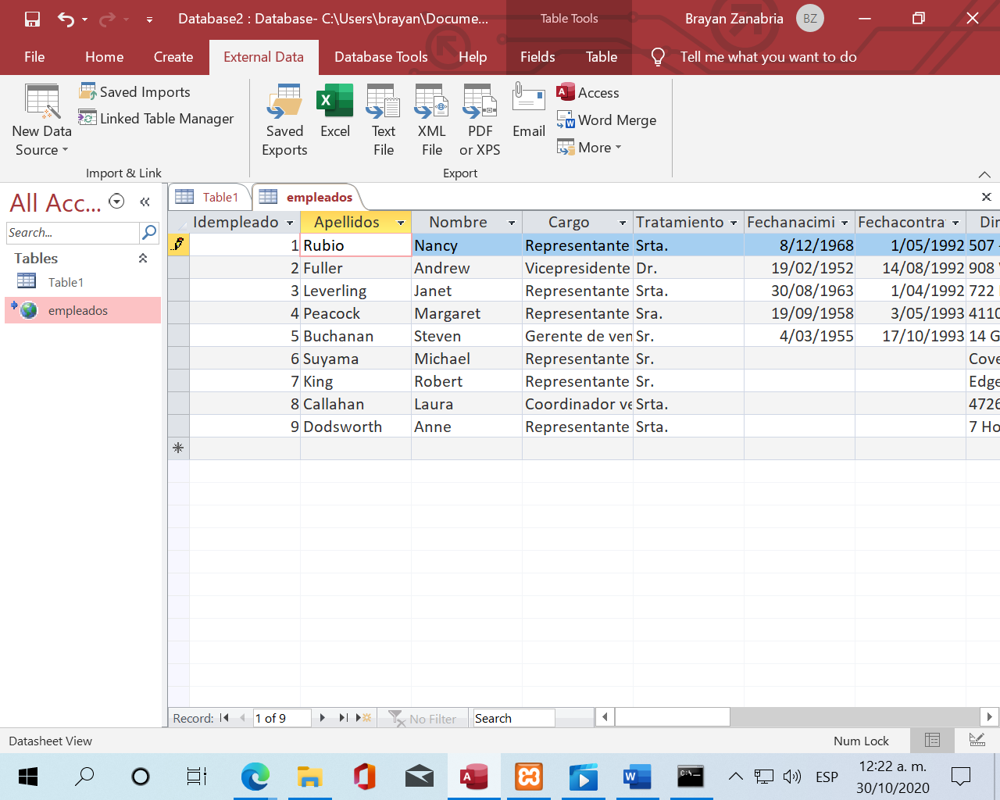 Database2 : Database- C:\Users\brayan\Docume...
Table Tools
Brayan Zanabria
BZ
File
Home
Create
External Data
Database Tools
Help
Fields
Table
Tell me what you want to do
New Data Source
Saved Imports
Linked Table Manager
Import & Link
Saved Exports
Excel
Text File
XML File
PDF or XPS
Email
Access
Word Merge
More
Export
All Acc...
Search...
Tables
Table1
empleados
Table1
empleados
Idempleado Apellidos Nombre Cargo Tratamiento Fechanacimi Fechacontra Dir
1 Rubio Nancy Representante Srta. 8/12/1968 1/05/1992 507
2 Fuller Andrew Vicepresidente Dr. 19/02/1952 14/08/1992 908
3 Leverling Janet Representante Srta. 30/08/1963 1/04/1992 722
4 Peacock Margaret Representante Sra. 19/09/1958 3/05/1993 4110
5 Buchanan Steven Gerente de ven Sr. 4/03/1955 17/10/1993 14 G
6 Suyama Michael Representante Sr. Cove
7 King Robert Representante Sr. Edge
8 Callahan Laura Coordinador ve Srta. 4726
9 Dodsworth Anne Representante Srta. 7 Ho
Record: 1 of 9 No Filter Search
Datasheet View
Num Lock
ESP
12:22 a. m.
30/10/2020